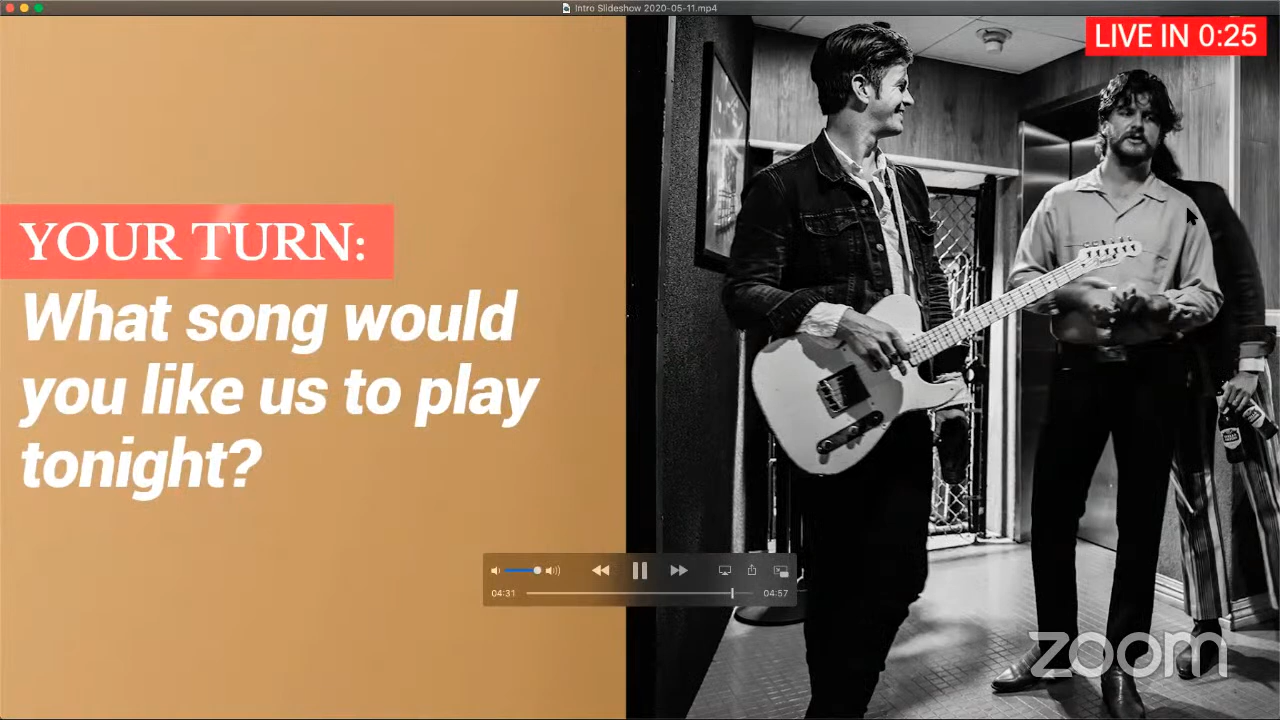 Intro Slideshow 2020-05-11.mp4
LIVE IN 0:25
YOUR TURN:
What song would
you like us to play
tonight?
04:31
04:57
zoom